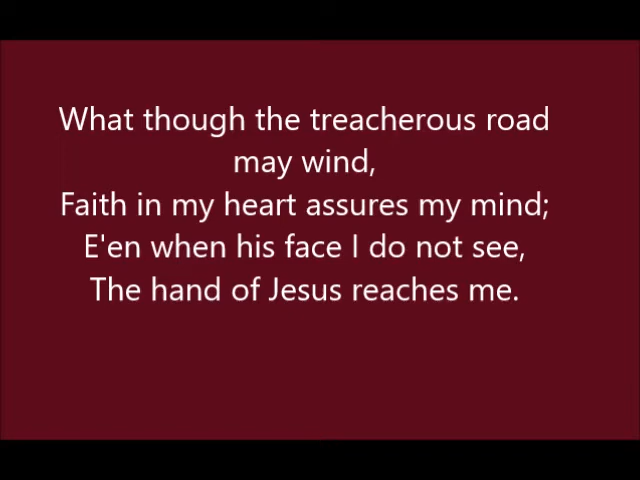 What though the treacherous road
may wind,
Faith in my heart assures my mind;
E'en when his face I do not see,
The hand of Jesus reaches me.